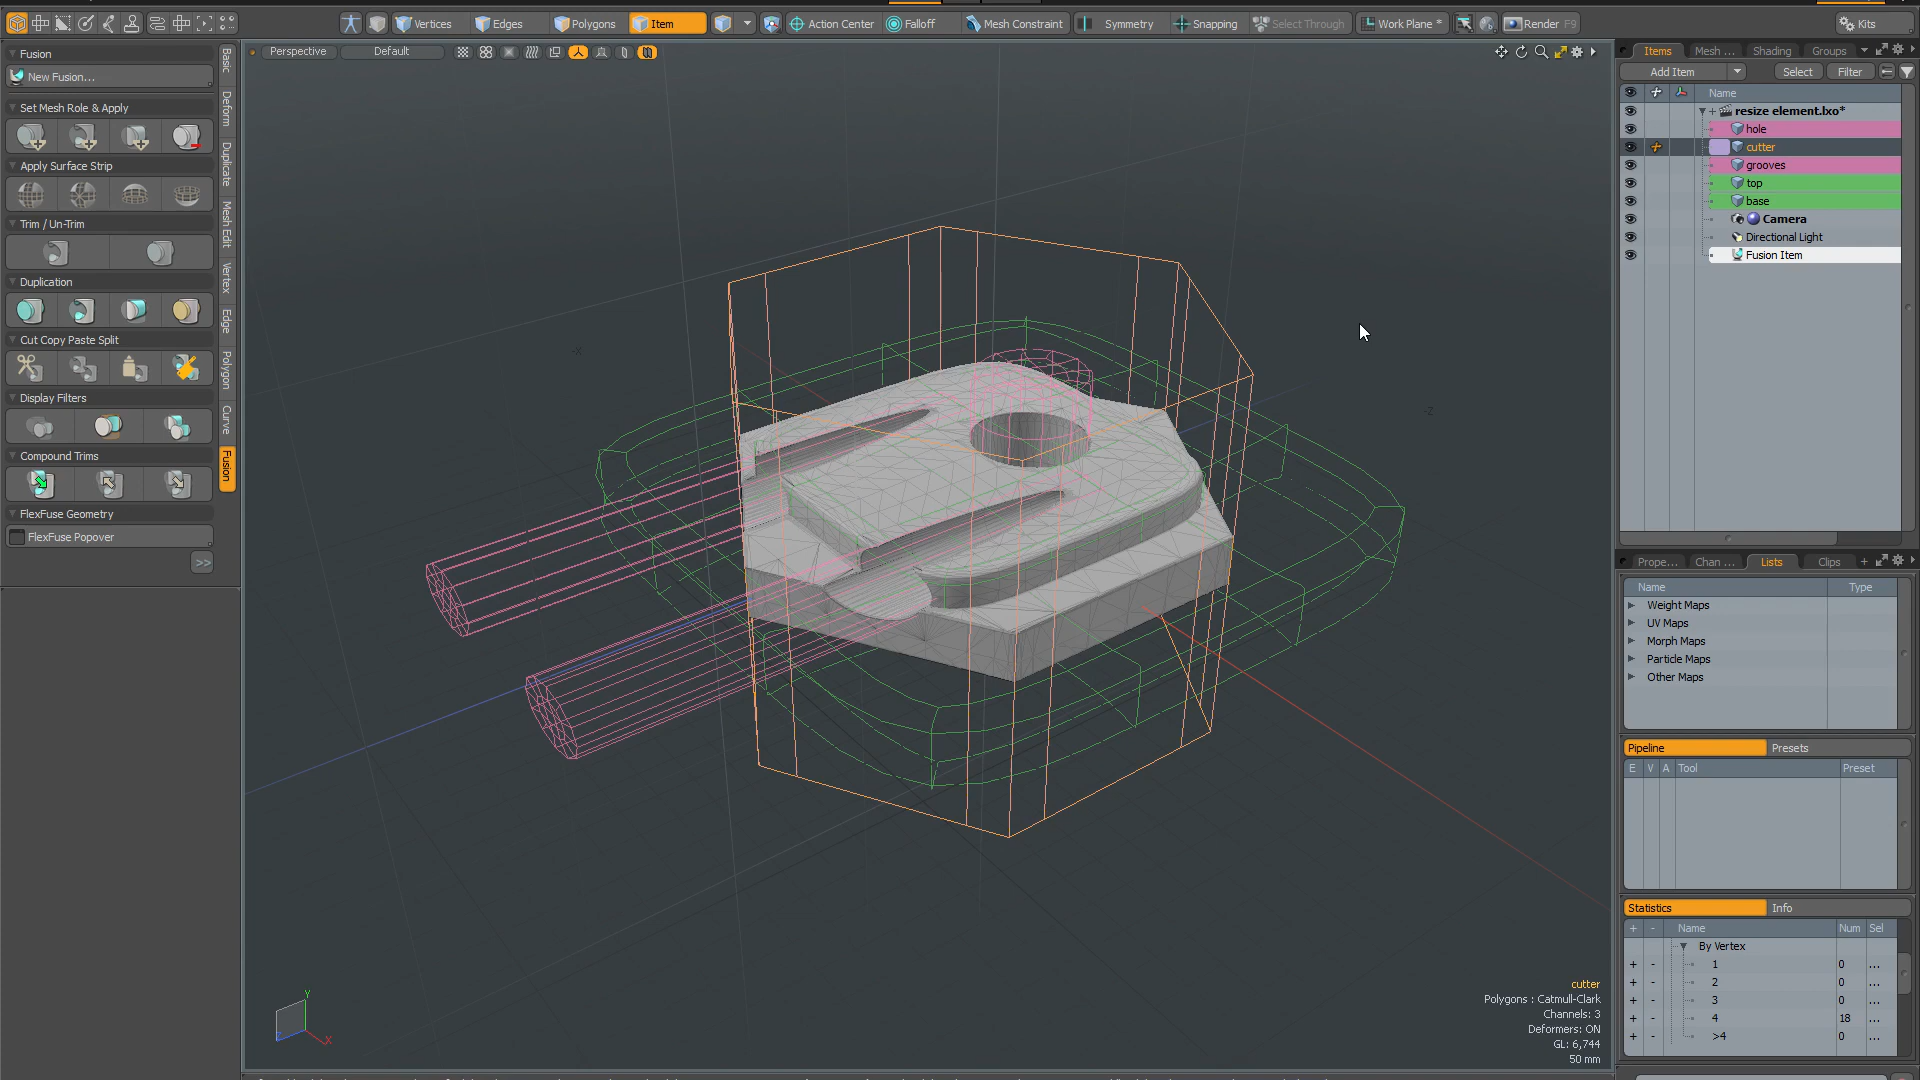 Vertices
Edges
Polygons
Item
Action Center
Falloff
Mesh Constraint
Symmetry
Snapping
Select Through
Work Plane *
Render F9
Kits
Fusion
New Fusion...
Set Mesh Role & Apply
Apply Surface Strip
Trim / Un-Trim
Duplication
Cut Copy Paste Split
Display Filters
Compound Trims
FlexFuse Geometry
FlexFuse Popover
>>
Basic
Deform
Duplicate
Mesh Edit
Vertex
Edge
Polygon
Curve
Fusion
Perspective
Default
-X
-Z
Y
X
cutter
Polygons : Catmull-Clark
Channels: 3
Deformers: ON
GL: 6,744
50 mm
Items
Mesh ...
Shading
Groups
Add Item
Select
Filter
Name
resize element.lxo*
hole
cutter
grooves
top
base
Camera
Directional Light
Fusion Item
Prope...
Chan ...
Lists
Clips
+
Name Type
Weight Maps
UV Maps
Morph Maps
Particle Maps
Other Maps
Pipeline
Presets
E V A Tool Preset
Statistics
Info
+ - Name Num Sel
By Vertex
+ - 1 0 ...
+ - 2 0 ...
+ - 3 0 ...
+ - 4 18 ...
+ - >4 0 ...